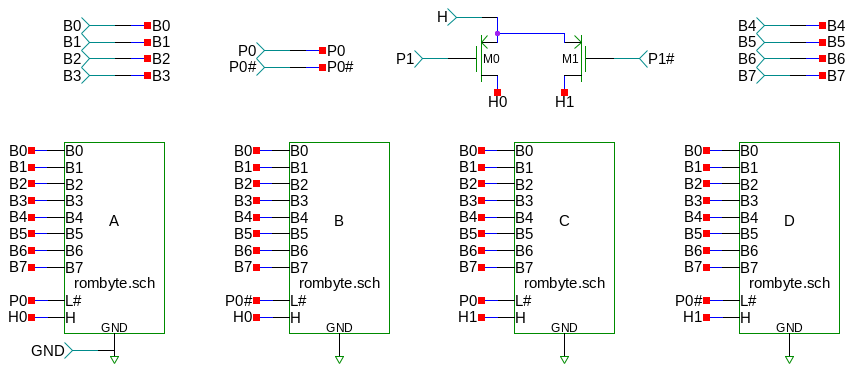 B0 B0
B1 B1
B2 B2
B3 B3
P0 P0
P0# P0#
H
P1 M0 M1 P1#
H0 H1
B4 B4
B5 B5
B6 B6
B7 B7
B0 B0
B1 B1
B2 B2
B3 B3
B4 B4
A
B5 B5
B6 B6
B7 B7
rombyte.sch
P0 L#
H0 H
GND
GND
B0 B0
B1 B1
B2 B2
B3 B3
B4 B4
B
B5 B5
B6 B6
B7 B7
rombyte.sch
P0# L#
H0 H
GND
B0 B0
B1 B1
B2 B2
B3 B3
B4 B4
C
B5 B5
B6 B6
B7 B7
rombyte.sch
P0 L#
H1 H
GND
B0 B0
B1 B1
B2 B2
B3 B3
B4 B4
D
B5 B5
B6 B6
B7 B7
rombyte.sch
P0# L#
H1 H
GND